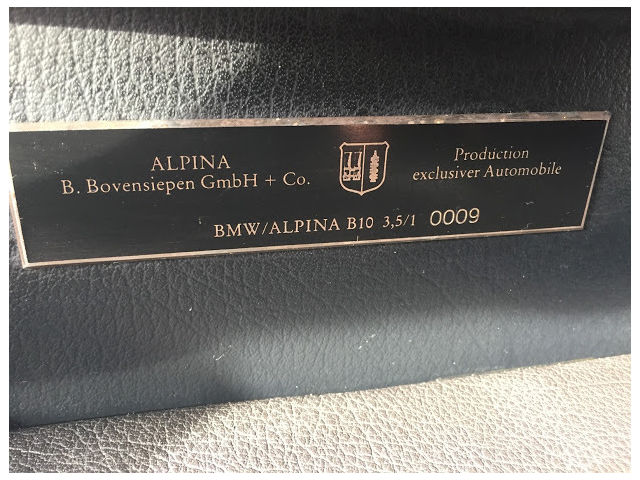 ALPINA
B. Bovensiepen GmbH + Co.
Production
exclusiver Automobile
BMW/ALPINA B10 3,5/1 0009